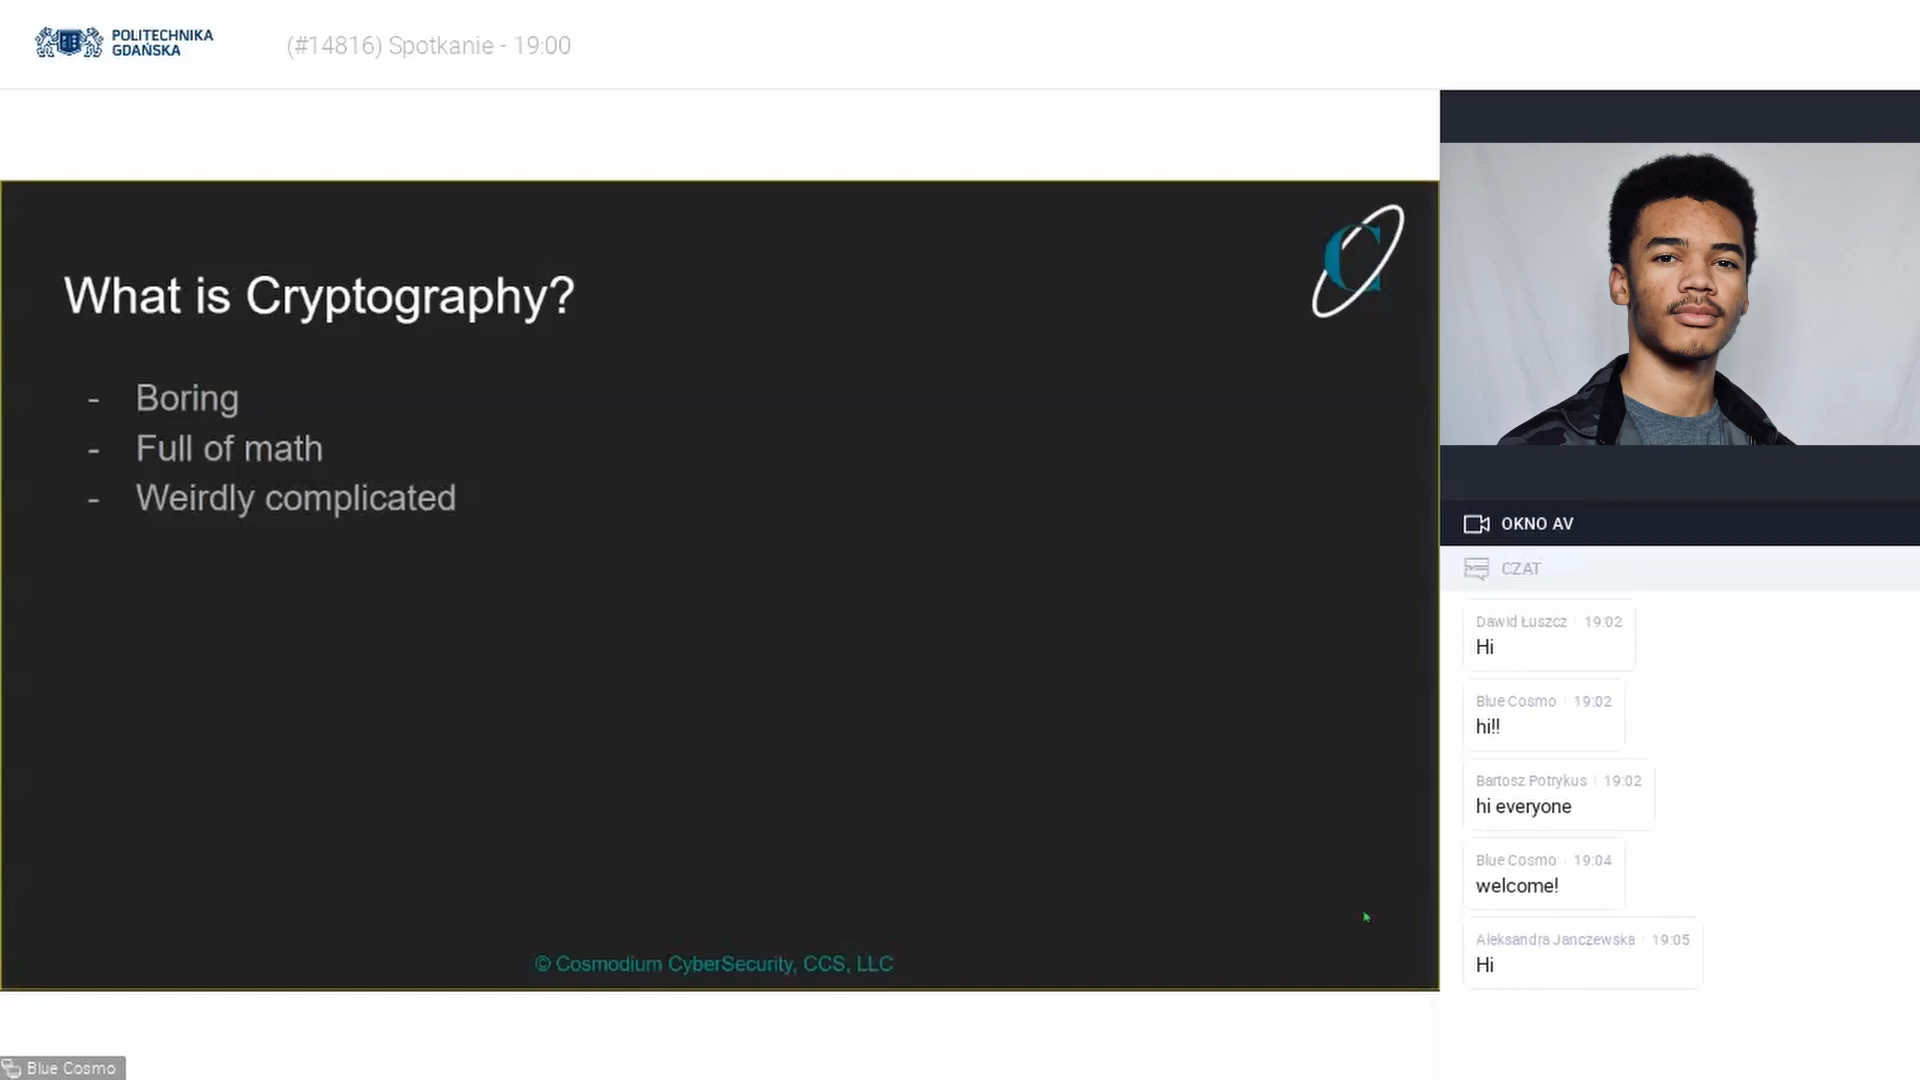 POLITECHNIKA
GDAŃSKA
(#14816) Spotkanie - 19:00
What is Cryptography?
- Boring
- Full of math
- Weirdly complicated
© Cosmodium CyberSecurity, CCS, LLC
Blue Cosmo
C
OKNO AV
CZAT
Dawid Łuszcz 19:02
Hi
Blue Cosmo 19:02
hi!!
Bartosz Potrykus 19:02
hi everyone
Blue Cosmo 19:04
welcome!
Aleksandra Janczewska 19:05
Hi